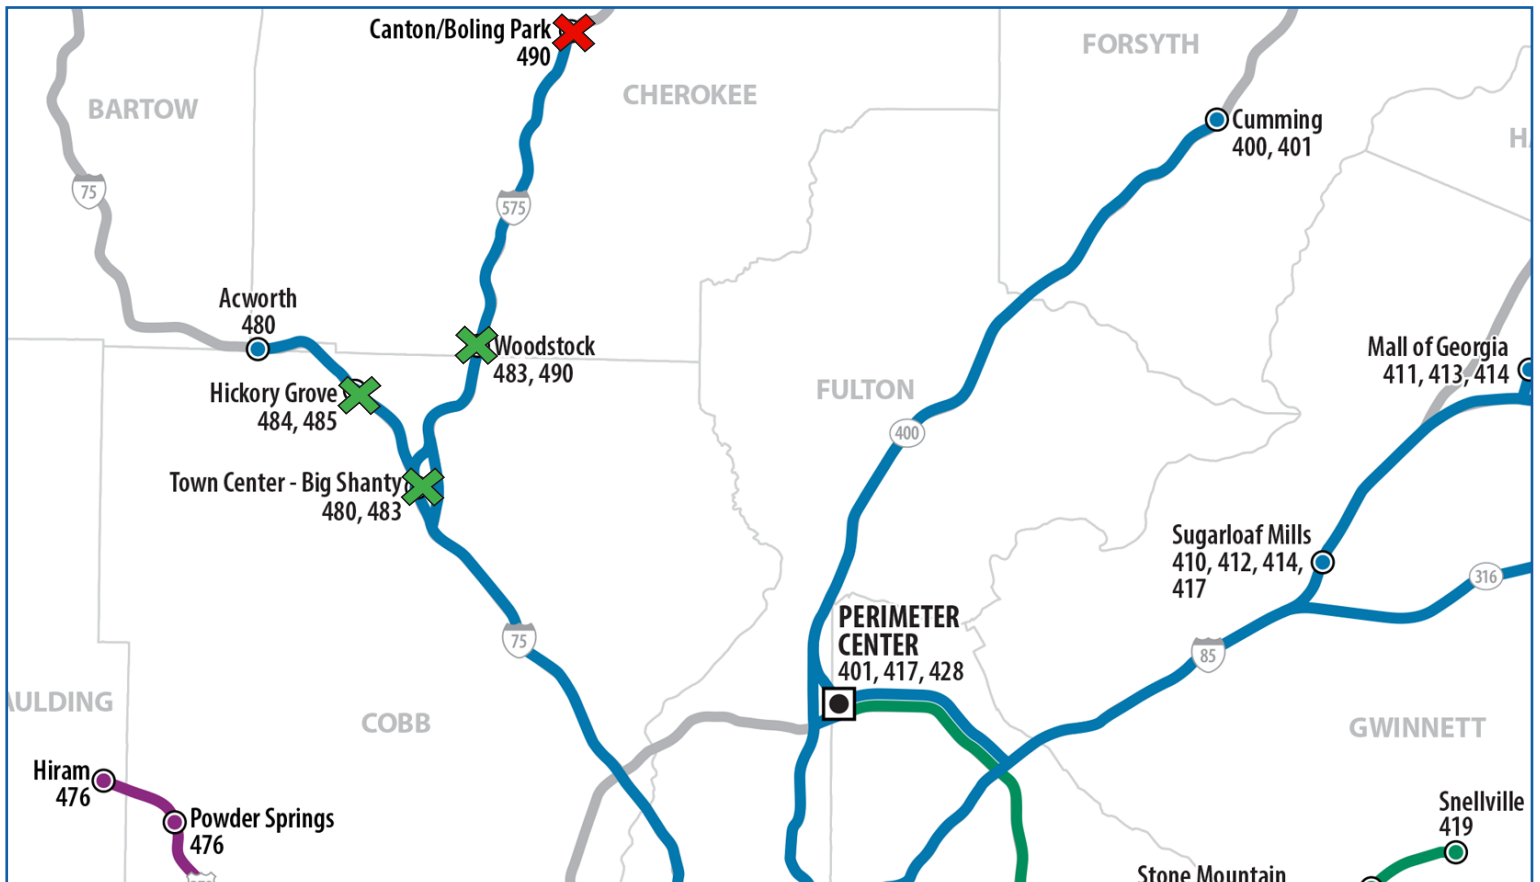 Canton/Boling Park
490
FORSYTH
BARTOW
CHEROKEE
Cumming
400, 401
75
575
Acworth
480
Woodstock
483, 490
Mall of Georgia
411, 413, 414
Hickory Grove
484, 485
FULTON
400
Town Center - Big Shanty
480, 483
Sugarloaf Mills
410, 412, 414,
417
316
PERIMETER
CENTER
401, 417, 428
75
85
AULDING
COBB
GWINNETT
Hiram
476
Powder Springs
476
Snellville
419
Stone Mountain